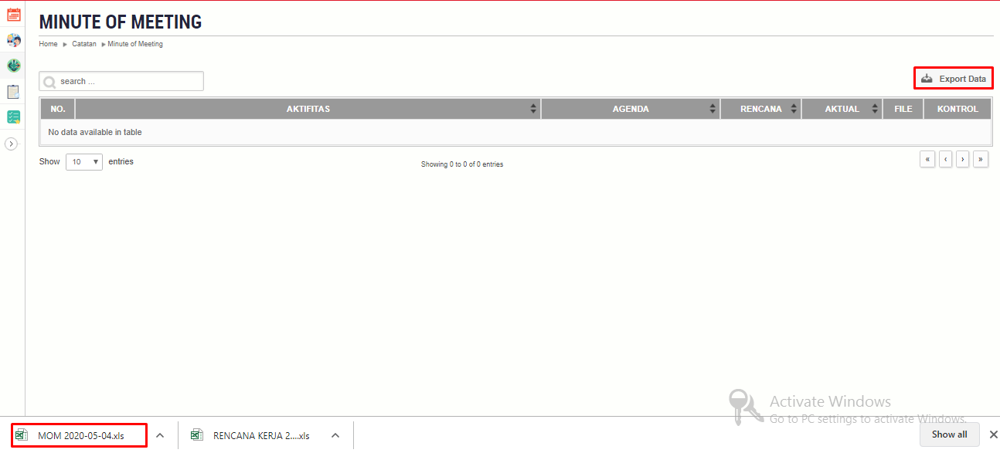 MINUTE OF MEETING
Home ▶ Catatan ▶ Minute of Meeting
search ...
Export Data
NO. AKTIFITAS AGENDA RENCANA AKTUAL FILE KONTROL
No data available in table
Show 10 entries
Showing 0 to 0 of 0 entries
« ‹ › »
Activate Windows
Go to PC settings to activate Windows.
MOM 2020-05-04.xls
RENCANA KERJA 2....xls
Show all